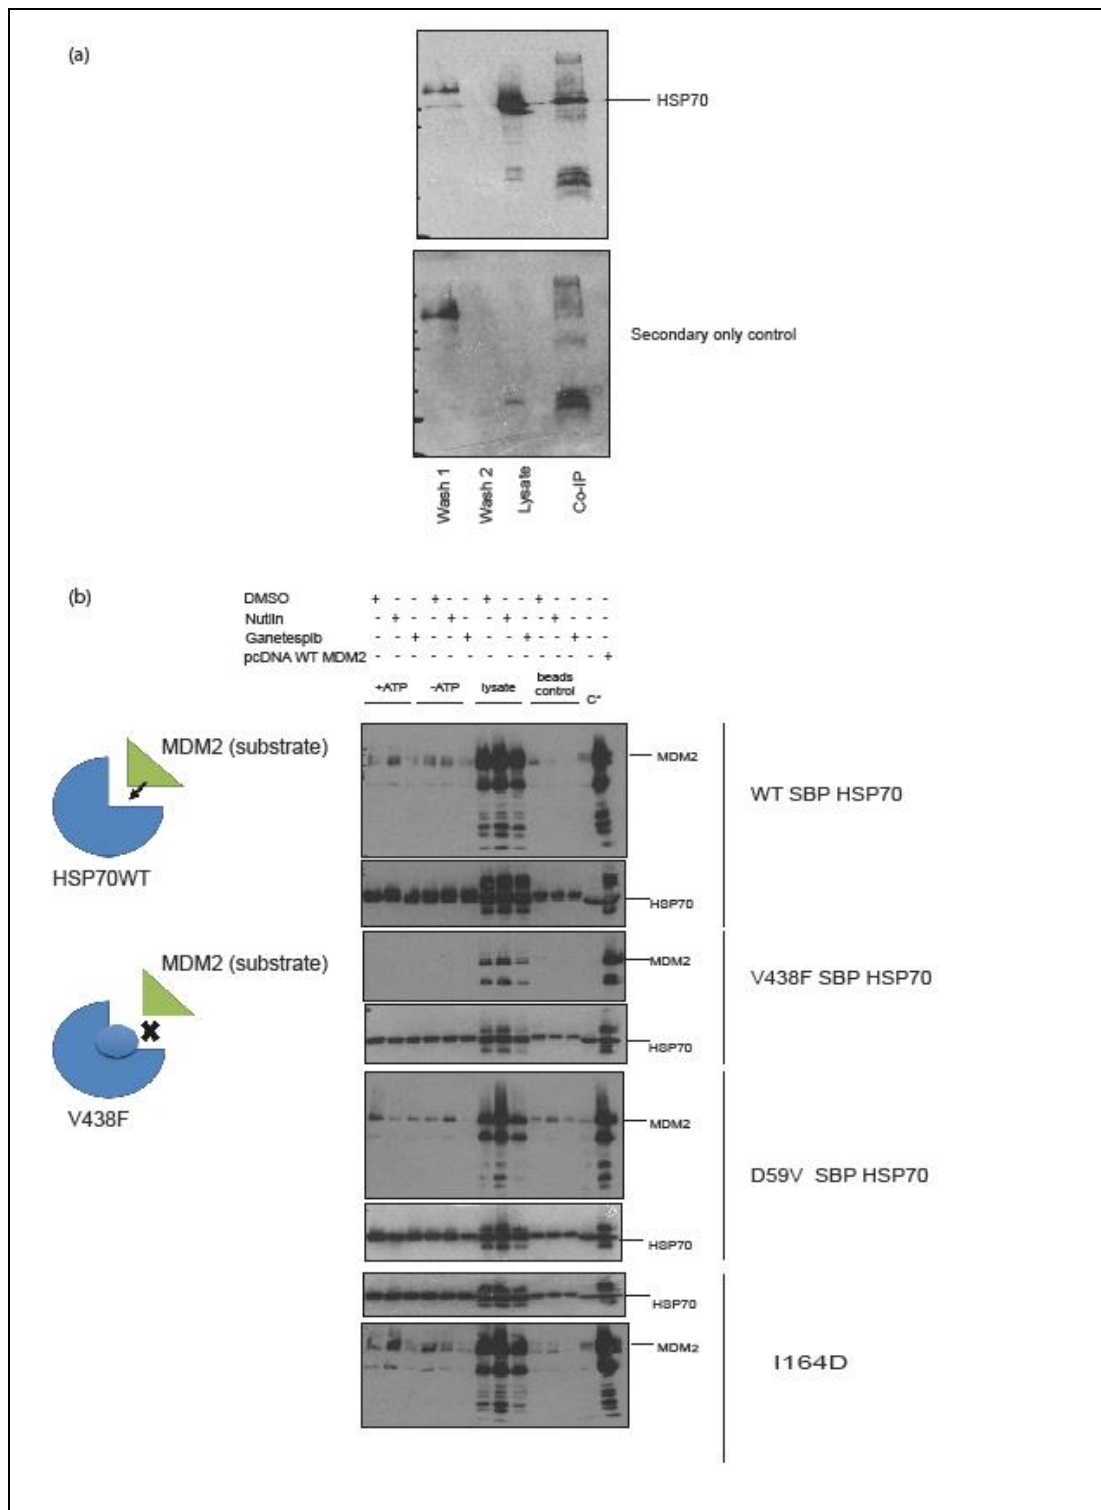 (a)
HSP70
Secondary only control
Wash 1
Wash 2
Lysate
Co-IP
(b)
DMSO + - - + - - + - - + - - - -
Nutlin - + - - + - - + - - + - - -
Ganetespib - - + - - + - - + - - + - -
pcDNA WT MDM2 - - - - - - - - - - - - - +
+ATP -ATP lysate beads control C-
MDM2 (substrate)
HSP70WT
MDM2
WT SBP HSP70
HSP70
MDM2 (substrate)
V438F
MDM2
V438F SBP HSP70
HSP70
MDM2
D59V SBP HSP70
HSP70
HSP70
MDM2
I164D